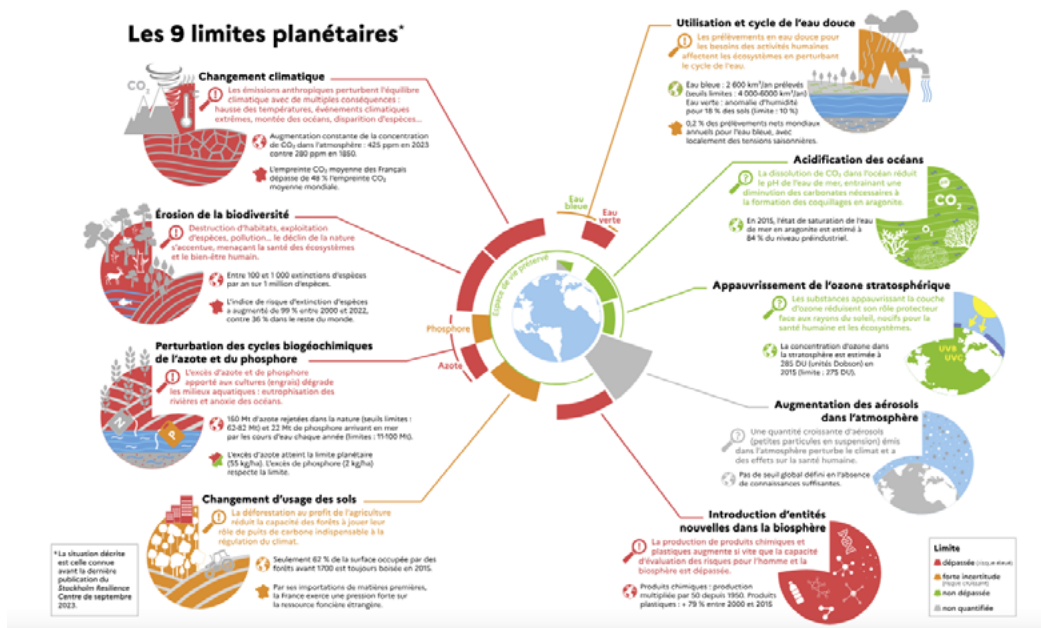 Les 9 limites planétaires*
Changement climatique
CO₂
Les émissions anthropiques perturbent l'équilibre
climatique avec de multiples conséquences :
hausse des températures, événements climatiques
extrêmes, montée des océans, disparition d'espèces...
Augmentation constante de la concentration
de CO₂ dans l'atmosphère : 425 ppm en 2023
contre 280 ppm en 1850.
L'empreinte CO₂ moyenne des Français
dépasse de 48 % l'empreinte CO₂
moyenne mondiale.
Érosion de la biodiversité
Destruction d'habitats, exploitation
d'espèces, pollution... le déclin de la nature
s'accentue, menaçant la santé des écosystèmes
et le bien-être humain.
Entre 100 et 1 000 extinctions d'espèces
par an sur 1 million d'espèces.
L'indice de risque d'extinction d'espèces
a augmenté de 99 % entre 2000 et 2022,
contre 36 % dans le reste du monde.
Perturbation des cycles biogéochimiques
de l'azote et du phosphore
L'excès d'azote et de phosphore
apporté aux cultures (engrais) dégrade
les milieux aquatiques : eutrophisation des
rivières et anoxie des océans.
N
P
150 Mt d'azote rejetées dans la nature (seuils limites :
62-82 Mt) et 22 Mt de phosphore arrivant en mer
par les cours d'eau chaque année (limites : 11-100 Mt).
L'excès d'azote atteint la limite planétaire
(55 kg/ha). L'excès de phosphore (2 kg/ha)
respecte la limite.
Changement d'usage des sols
La déforestation au profit de l'agriculture
réduit la capacité des forêts à jouer leur
rôle de puits de carbone indispensable à la
régulation du climat.
Seulement 62 % de la surface occupée par des
forêts avant 1700 est toujours boisée en 2015.
Par ses importations de matières premières,
la France exerce une pression forte sur
la ressource foncière étrangère.
* La situation décrite
est celle connue
avant la dernière
publication du
Stockholm Resilience
Centre de septembre
2023.
Eau
bleue
Eau
verte
Espace de vie préservé
Phosphore
Azote
Utilisation et cycle de l'eau douce
Les prélèvements en eau douce pour
les besoins des activités humaines
affectent les écosystèmes en perturbant
le cycle de l'eau.
Eau bleue : 2 600 km³/an prélevés
(seuils limites : 4 000-6000 km³/an)
Eau verte : anomalie d'humidité
pour 18 % des sols (limite : 10 %)
0,2 % des prélèvements nets mondiaux
annuels pour l'eau bleue, avec
localement des tensions saisonnières.
Acidification des océans
La dissolution de CO₂ dans l'océan réduit
le pH de l'eau de mer, entrainant une
diminution des carbonates nécessaires à
la formation des coquillages en aragonite.
CO₂
En 2015, l'état de saturation de l'eau
de mer en aragonite est estimé à
84 % du niveau préindustriel.
Appauvrissement de l'ozone stratosphérique
Les substances appauvrissant la couche
d'ozone réduisent son rôle protecteur
face aux rayons du soleil, nocifs pour la
santé humaine et les écosystèmes.
UVB
UVC
La concentration d'ozone dans
la stratosphère est estimée à
285 DU (unités Dobson) en
2015 (limite : 275 DU).
Augmentation des aérosols
dans l'atmosphère
Une quantité croissante d'aérosols
(petites particules en suspension) émis
dans l'atmosphère perturbe le climat et a
des effets sur la santé humaine.
Pas de seuil global défini en l'absence
de connaissances suffisantes.
Introduction d'entités
nouvelles dans la biosphère
La production de produits chimiques et
plastiques augmente si vite que la capacité
d'évaluation des risques pour l'homme et la
biosphère est dépassée.
Produits chimiques : production
multipliée par 50 depuis 1950. Produits
plastiques : + 79 % entre 2000 et 2015
Limite
dépassée (risque élevé)
forte incertitude
(risque croissant)
non dépassée
non quantifiée